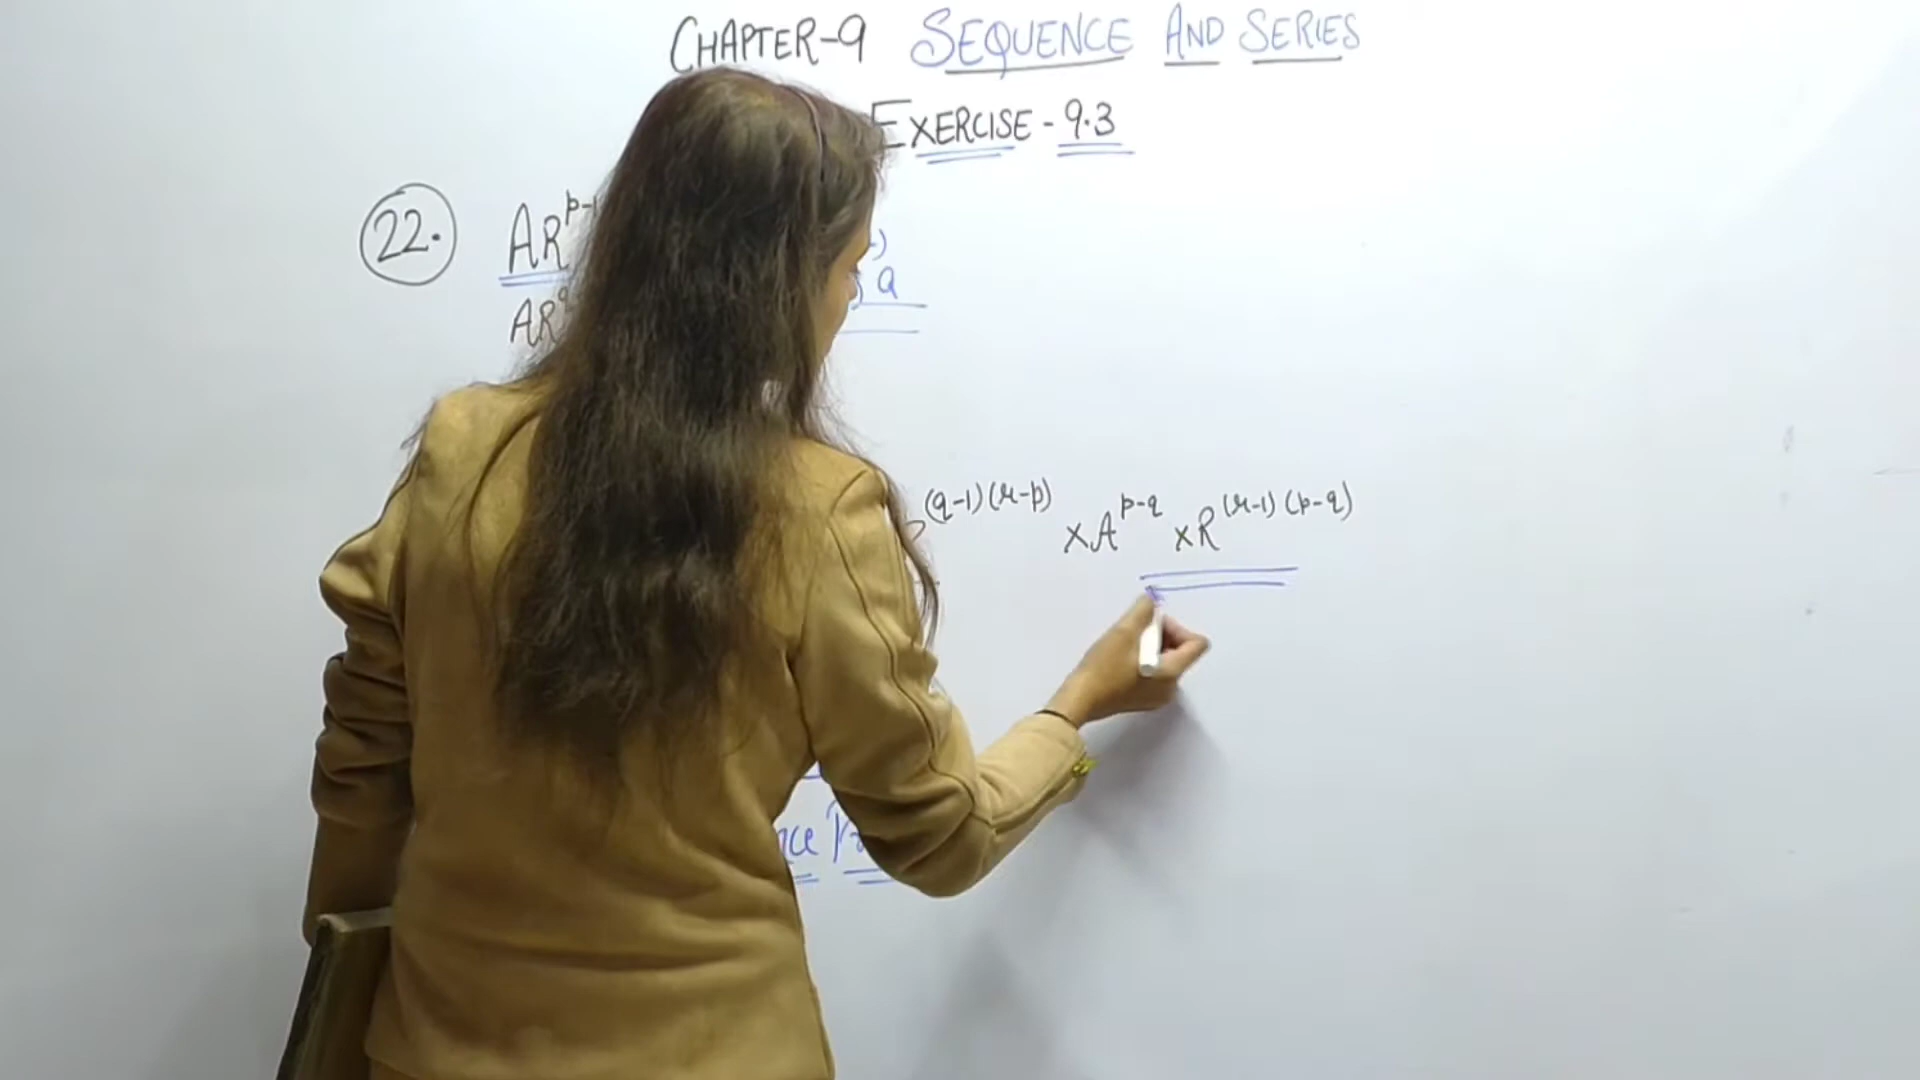 CHAPTER-9 SEQUENCE AND SERIES
EXERCISE - 9.3
22. AR^{p-1
) a
AR^q
^{(q-1)(r-p)} ×A^{p-q} ×R^{(r-1)(p-q)}